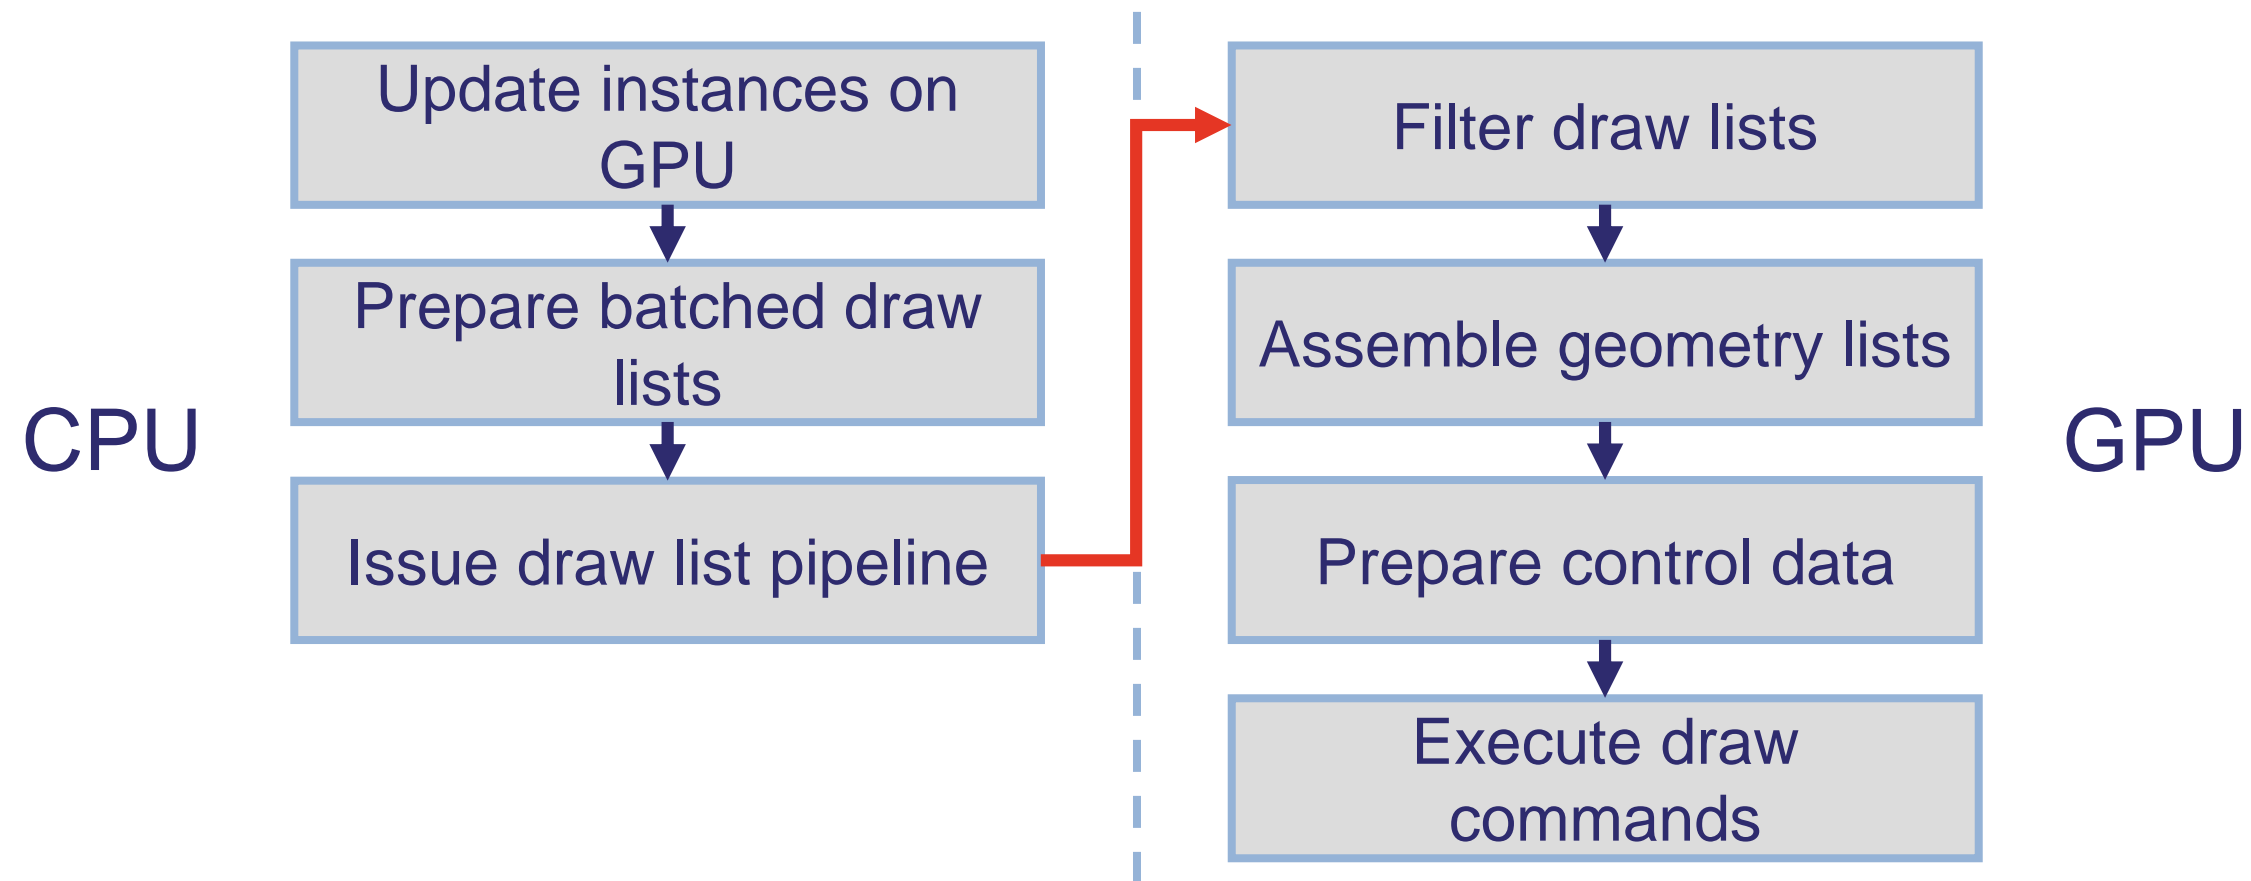 CPU
Update instances on
GPU
Prepare batched draw
lists
Issue draw list pipeline
Filter draw lists
Assemble geometry lists
Prepare control data
Execute draw
commands
GPU